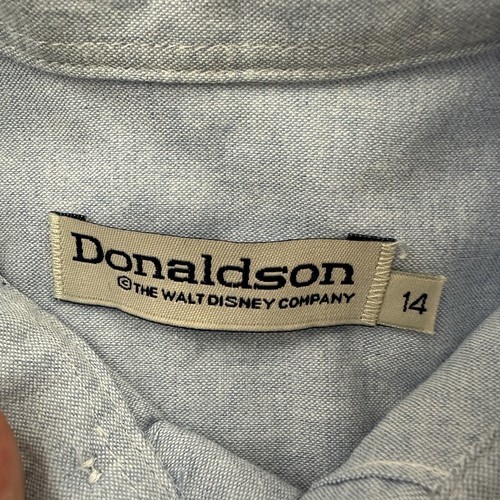 Donaldson
©THE WALT DISNEY COMPANY
14